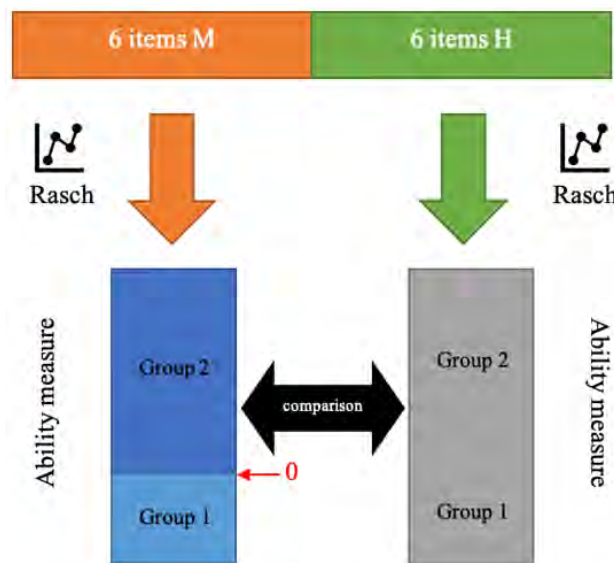 6 items M
6 items H
Rasch
Rasch
Ability measure
Group 2
comparison
Group 2
Ability measure
0
Group 1
Group 1